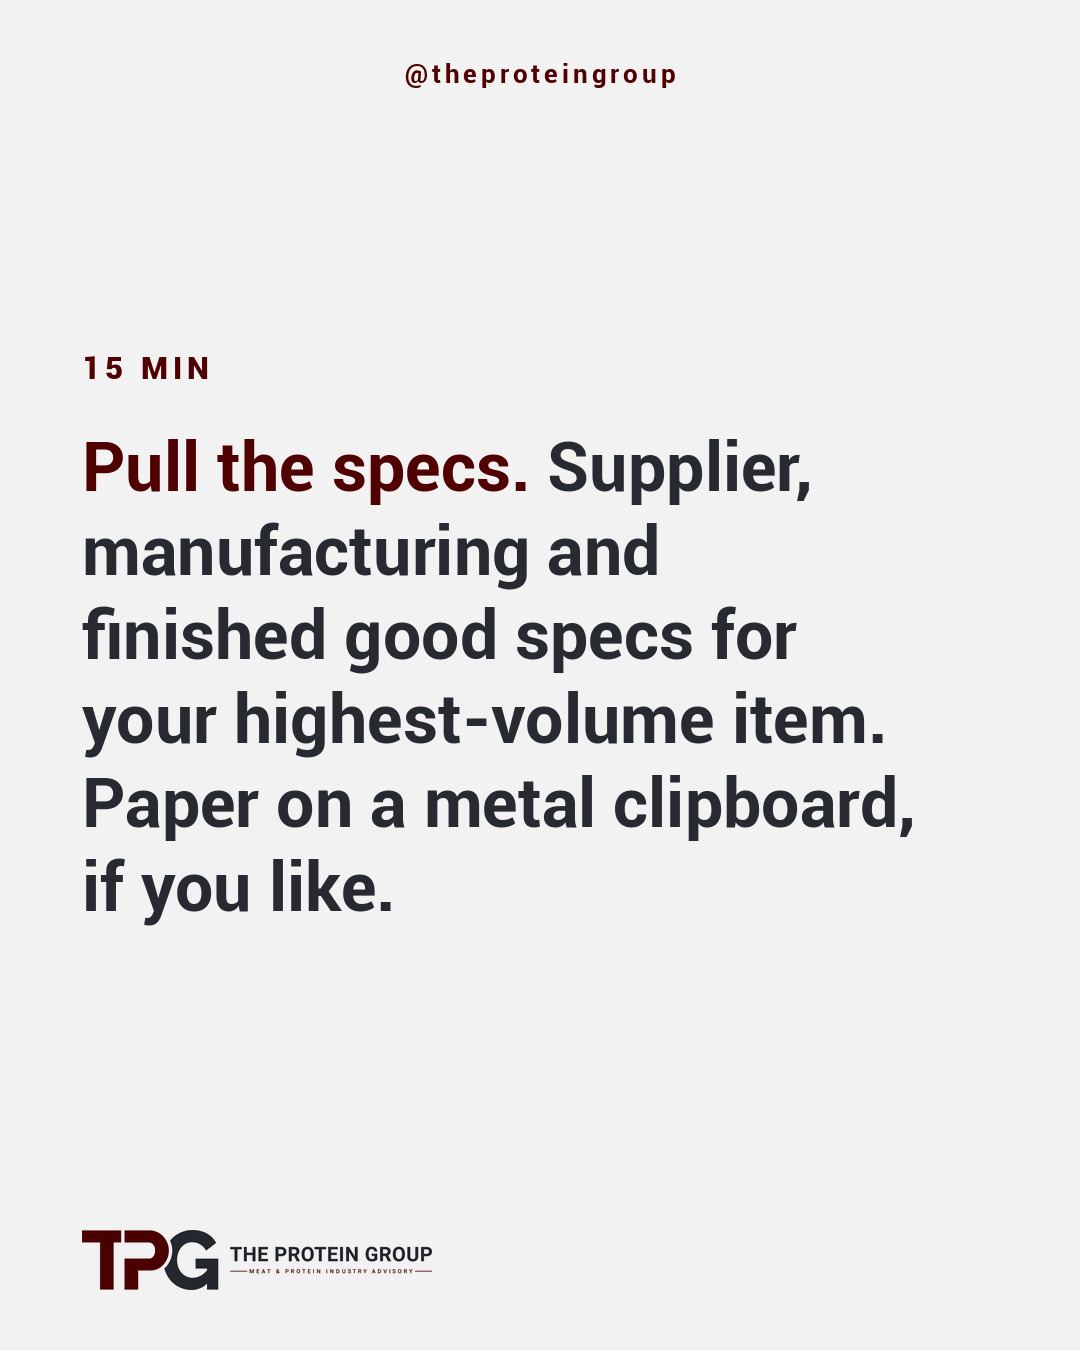 @theproteingroup
15 MIN
Pull the specs. Supplier,
manufacturing and
finished good specs for
your highest-volume item.
Paper on a metal clipboard,
if you like.
TPG
THE PROTEIN GROUP
MEAT & PROTEIN INDUSTRY ADVISORY